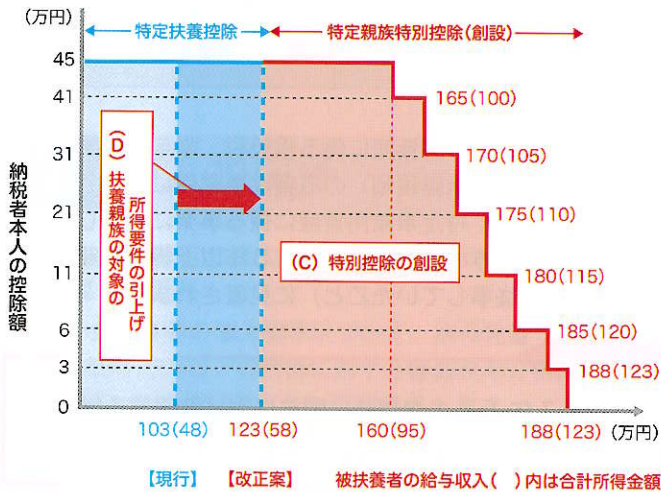 (万円)
特定扶養控除
特定親族特別控除(創設)
45
41
31
21
11
6
3
0
納税者本人の控除額
(D) 扶養親族の対象の
所得要件の引上げ
(C) 特別控除の創設
165(100)
170(105)
175(110)
180(115)
185(120)
188(123)
103(48)
123(58)
160(95)
188(123)
(万円)
【現行】
【改正案】
被扶養者の給与収入( )内は合計所得金額